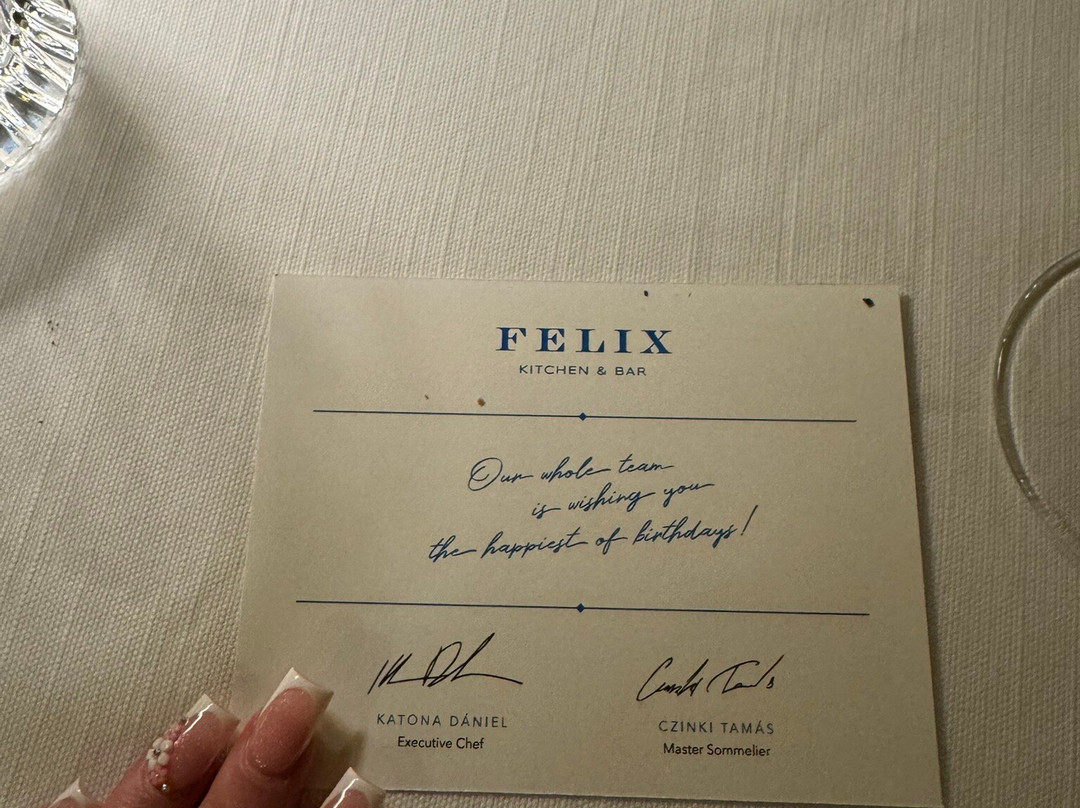 FELIX
KITCHEN & BAR
Our whole team
is wishing you
the happiest of birthdays!
KATONA DÁNIEL
Executive Chef
CZINKI TAMÁS
Master Sommelier